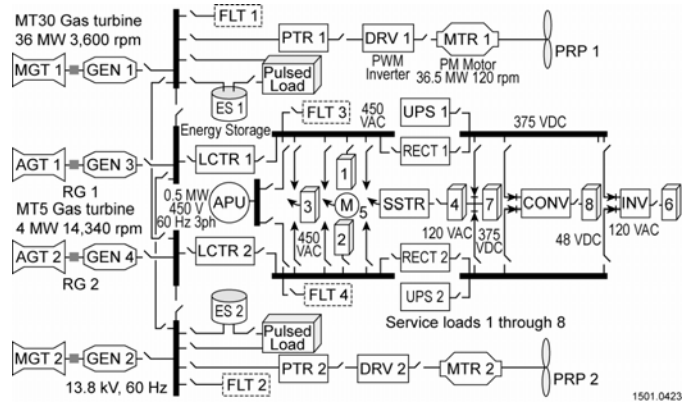 MT30 Gas turbine
36 MW 3,600 rpm
FLT 1
PTR 1
DRV 1
MTR 1
PRP 1
PWM
Inverter
PM Motor
36.5 MW 120 rpm
MGT 1
GEN 1
Pulsed
Load
ES 1
Energy Storage
FLT 3
450
VAC
UPS 1
375 VDC
RECT 1
AGT 1
GEN 3
LCTR 1
RG 1
1
MT5 Gas turbine
4 MW 14,340 rpm
0.5 MW
450 V
60 Hz 3ph
APU
3
M
5
SSTR
4
7
CONV
8
INV
6
2
450
VAC
120 VAC
375
VDC
48 VDC
120 VAC
AGT 2
GEN 4
LCTR 2
RECT 2
RG 2
FLT 4
UPS 2
ES 2
Pulsed
Load
Service loads 1 through 8
MGT 2
GEN 2
PTR 2
DRV 2
MTR 2
PRP 2
13.8 kV, 60 Hz
FLT 2
1501.0423